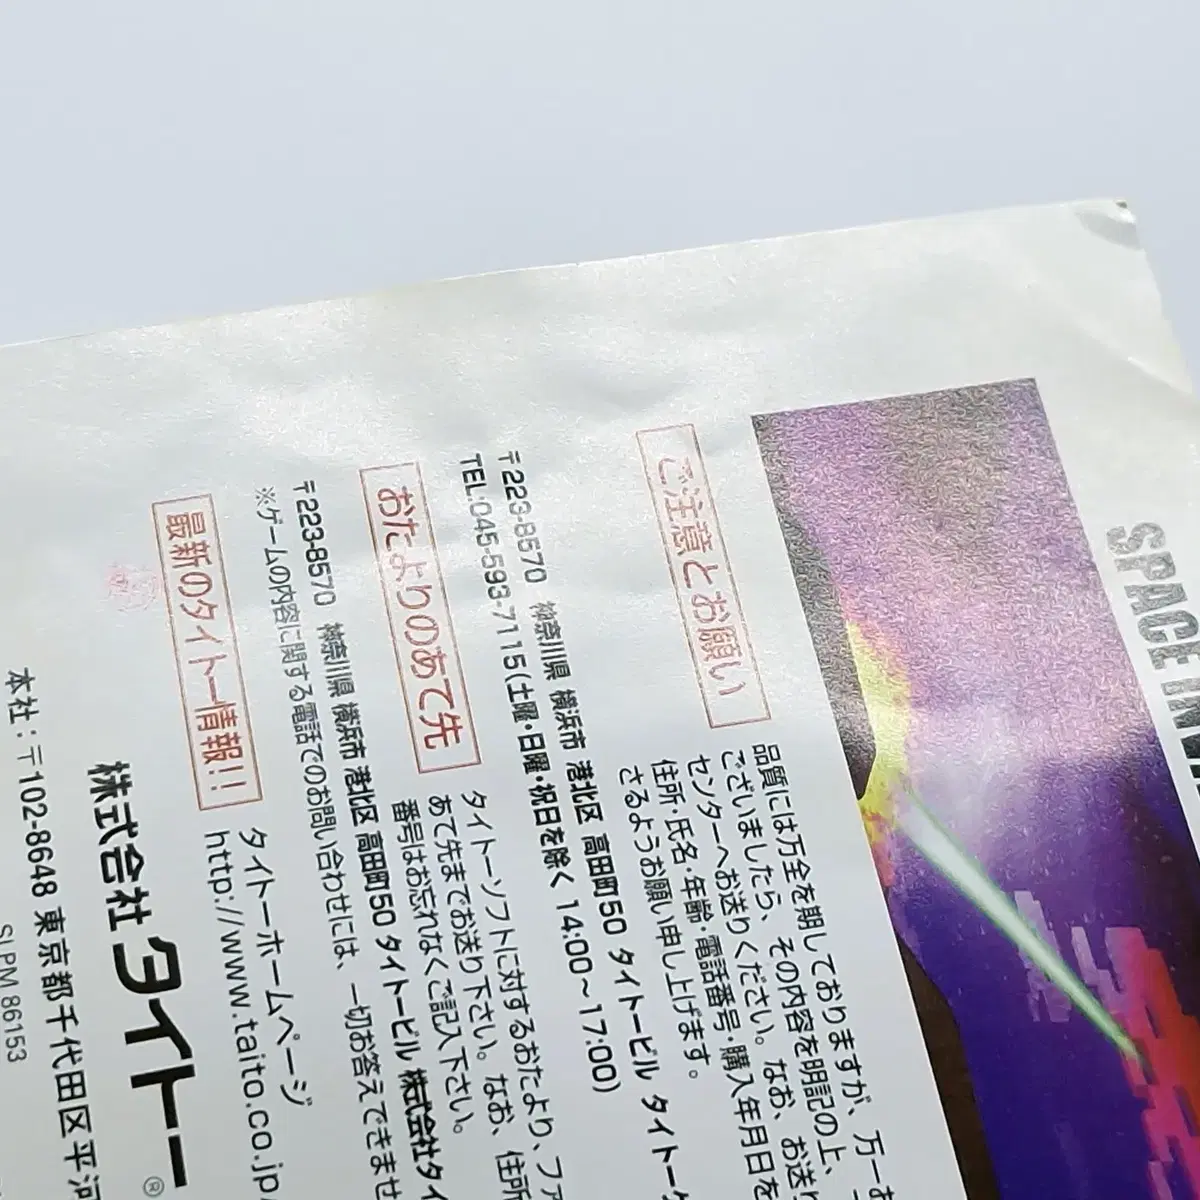 SPACE INVA
ご注意とお願い
品質には万全を期しておりますが、万一お
ございましたら、その内容を明記の上、
センターへお送りください。なお、お送り
住所・氏名・年齢・電話番号・購入年月日を
さるようお願い申し上げます。
〒223-8570 神奈川県 横浜市 港北区 高田町50 タイトービル タイトー
TEL:045-593-7115(土曜・日曜・祝日を除く 14:00〜17:00)
おたよりのあて先
タイトーソフトに対するおたより、ファ
あて先までお送り下さい。なお、住所
番号はお忘れなくご記入下さい。
〒223-8570 神奈川県 横浜市 港北区 高田町50 タイトービル 株式会社タイ
※ゲームの内容に関する電話でのお問い合わせには、一切お答えできませ
最新のタイトー情報!!
タイトーホームページ
http://www.taito.co.jp/
株式会社タイトー®
本社：〒102-8648 東京都千代田区平河
SLPM 86153